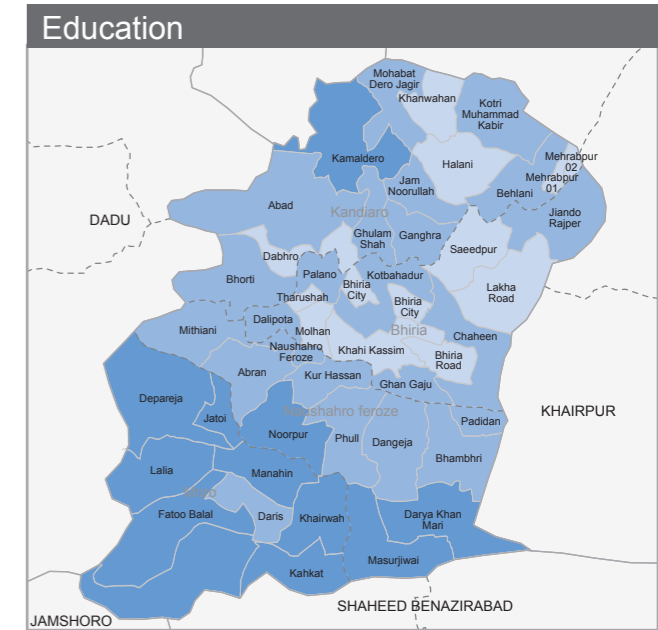 Education
Mohabat
Dero Jagir
Khanwahan
Kotri
Muhammad
Kabir
Kamaldero
Halani
Mehrabpur
02
Mehrabpur
01
Jam
Noorullah
Behlani
Abad
Kandiaro
Jiando
Rajper
DADU
Ghulam
Shah
Ganghra
Saeedpur
Dabhro
Bhorti
Palano
Kotbahadur
Bhiria
City
Lakha
Road
Tharushah
Bhiria
City
Mithiani
Dalipota
Molhan
Bhiria
Chaheen
Naushahro
Feroze
Khahi Kassim
Bhiria
Road
Abran
Kur Hassan
Ghan Gaju
Depareja
Jatoi
KHAIRPUR
Noorpur
Phull
Dangeja
Padidan
Bhambhri
Lalia
Manahin
Fatoo Balal
Daris
Khairwah
Darya Khan
Mari
Masurjiwai
Kahkat
SHAHEED BENAZIRABAD
JAMSHORO